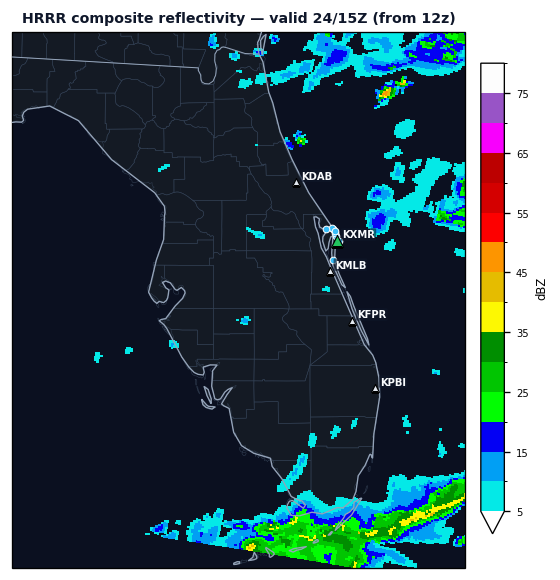 HRRR composite reflectivity — valid 24/15Z (from 12z)
KDAB
KXMR
KMLB
KFPR
KPBI
75
65
55
45
35
25
15
5
dBZ